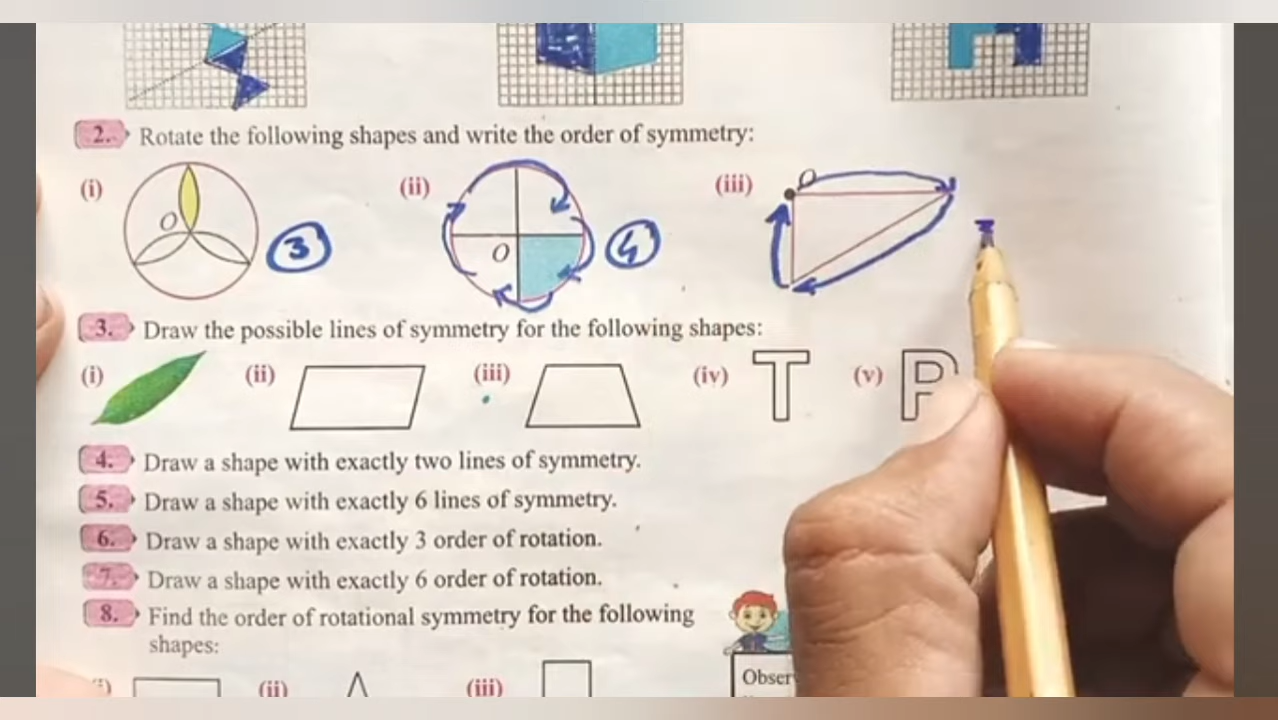 2. Rotate the following shapes and write the order of symmetry:
(i) (ii) (iii)
O O O
3 4
3. Draw the possible lines of symmetry for the following shapes:
(i) (ii) (iii) (iv) T (v) P
4. Draw a shape with exactly two lines of symmetry.
5. Draw a shape with exactly 6 lines of symmetry.
6. Draw a shape with exactly 3 order of rotation.
7. Draw a shape with exactly 6 order of rotation.
8. Find the order of rotational symmetry for the following
shapes:
(ii) (iii)